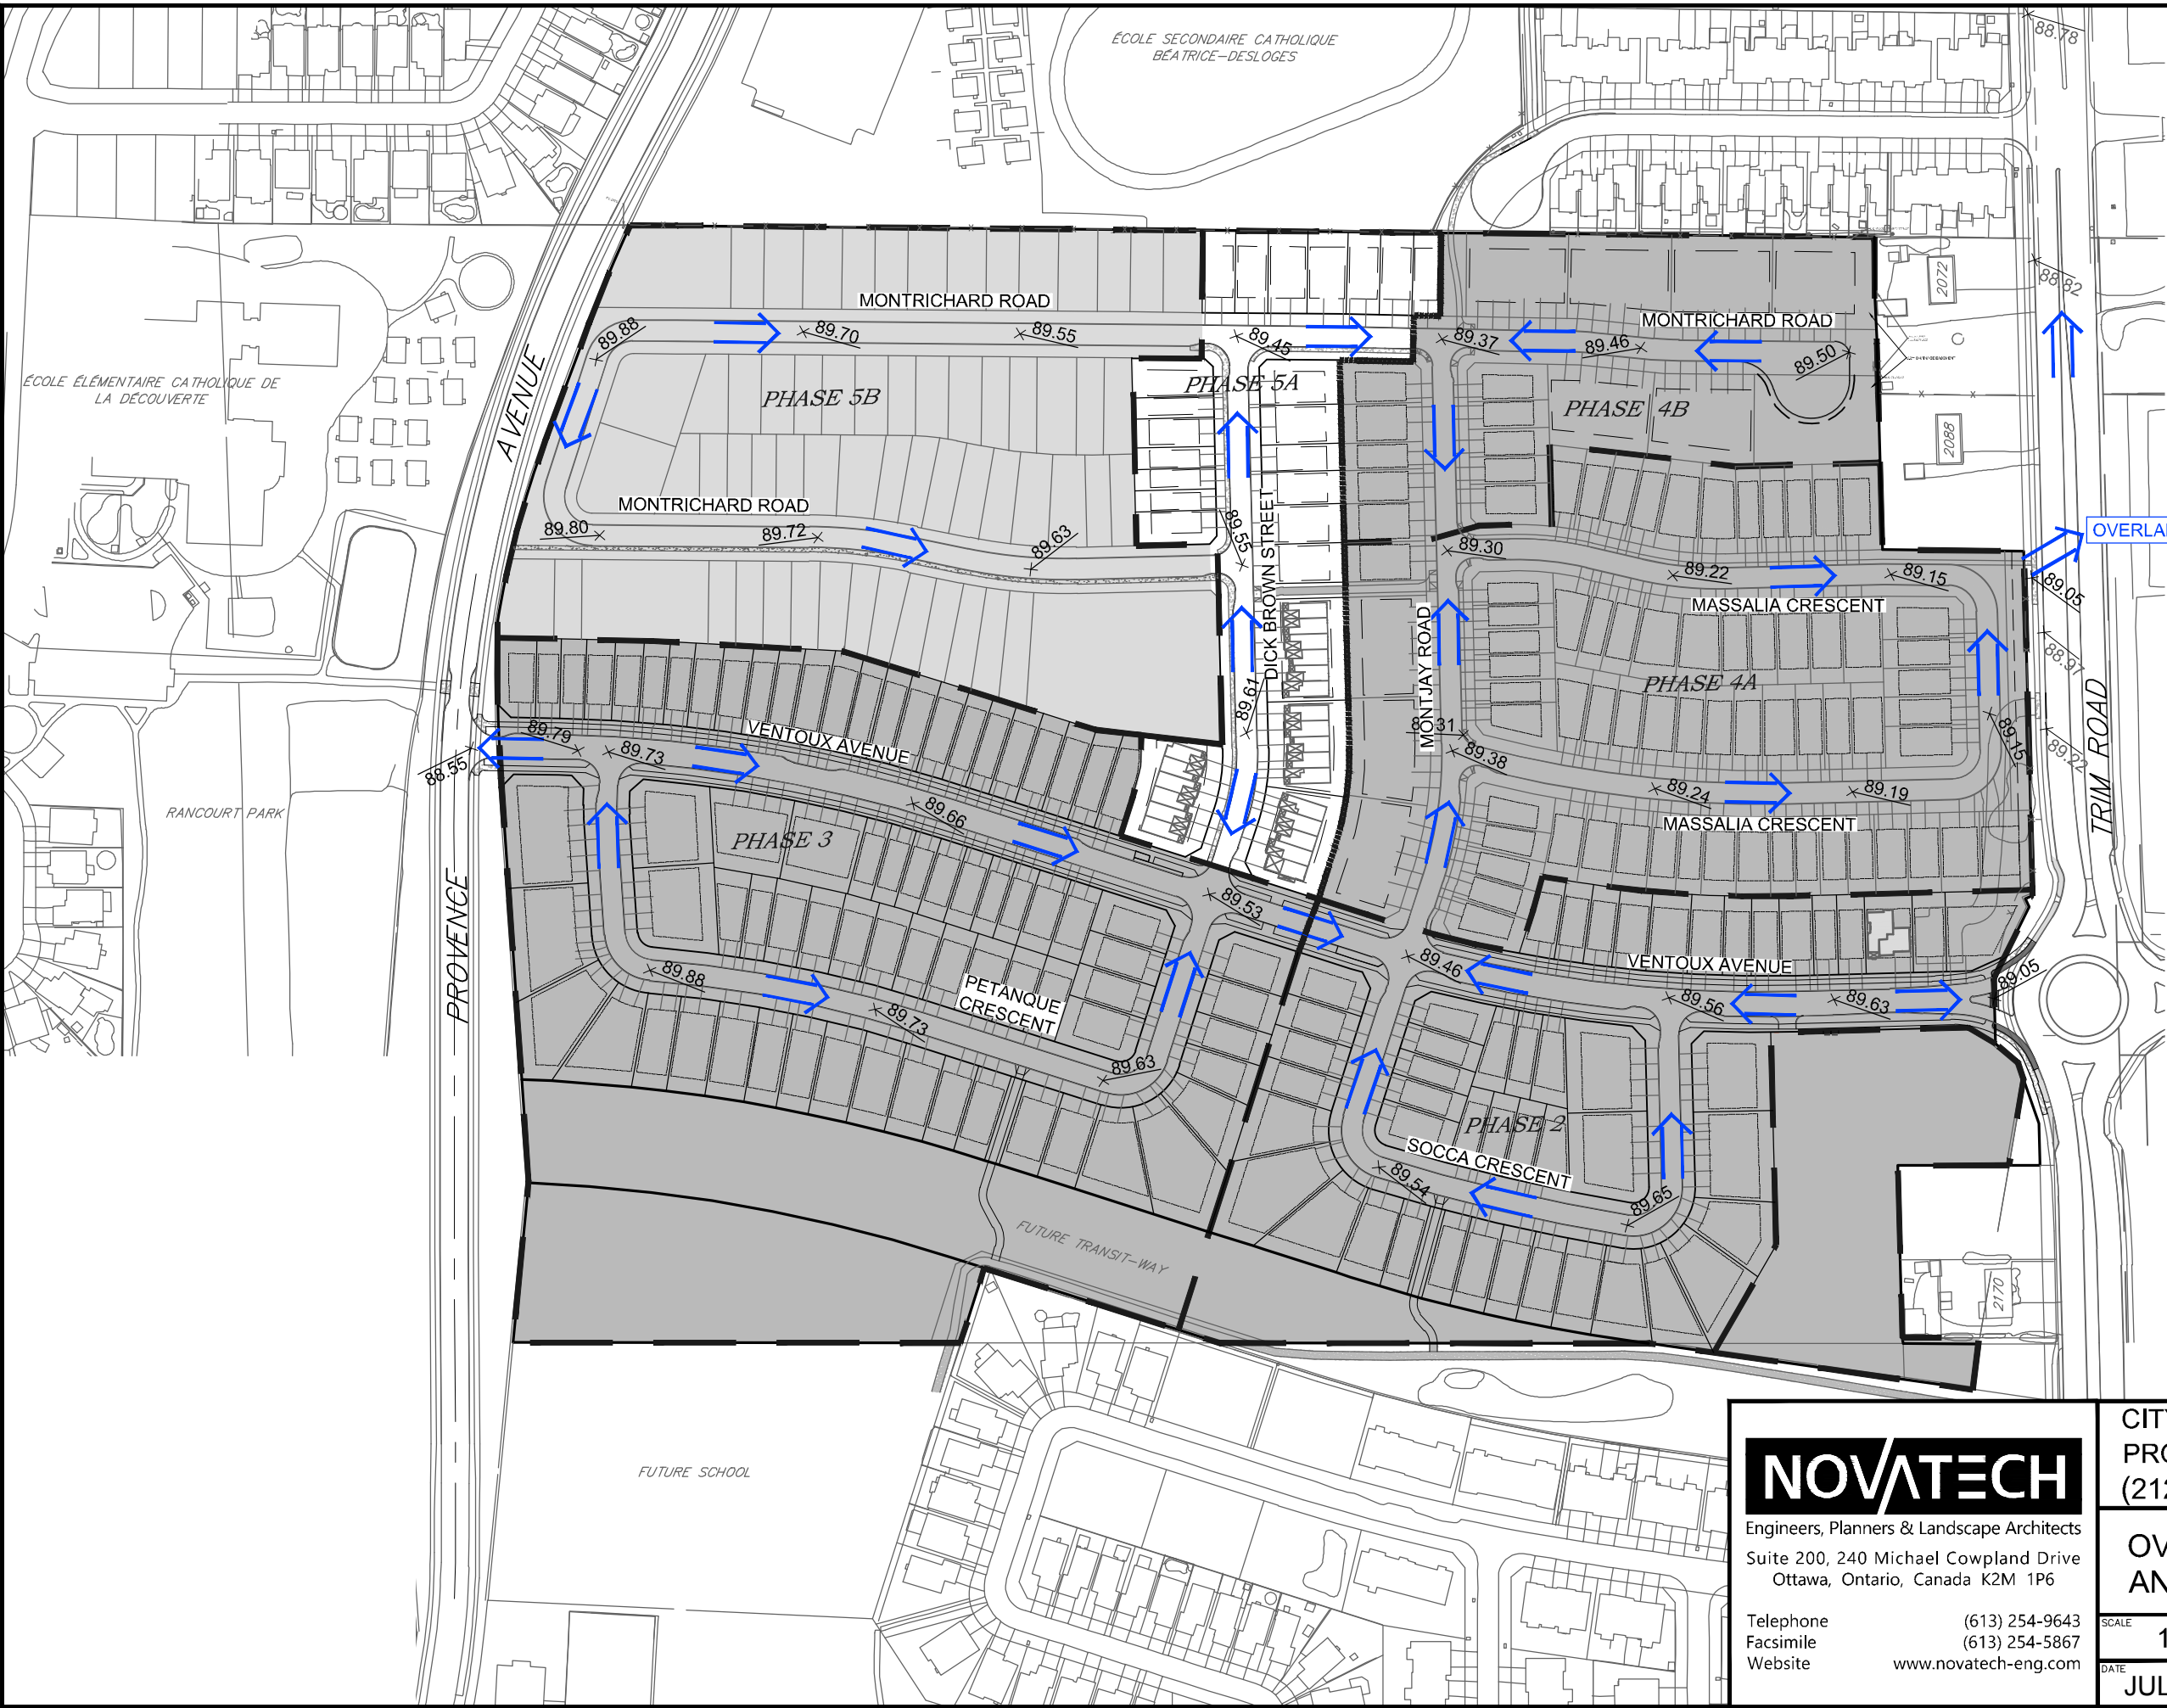 ÉCOLE SECONDAIRE CATHOLIQUE
BÉATRICE-DESLOGES
88.78
2072
88.82
MONTRICHARD ROAD
MONTRICHARD ROAD
89.88
89.70
89.55
89.45
89.37
89.46
89.50
AVENUE
ÉCOLE ÉLÉMENTAIRE CATHOLIQUE DE
LA DÉCOUVERTE
PHASE 5B
PHASE 5A
PHASE 4B
2088
MONTRICHARD ROAD
89.80
89.72
89.63
89.55
DICK BROWN STREET
89.30
89.22
89.15
OVERLA
89.05
MASSALIA CRESCENT
MONTJAY ROAD
88.97
PHASE 4A
89.61
TRIM ROAD
VENTOUX AVENUE
89.79
89.73
88.55
31
89.38
89.15
89.22
89.24
89.19
RANCOURT PARK
89.66
PHASE 3
MASSALIA CRESCENT
PROVENCE
89.53
89.46
VENTOUX AVENUE
89.05
89.56
89.63
89.88
PETANQUE
CRESCENT
89.73
89.63
PHASE 2
SOCCA CRESCENT
89.54
89.65
FUTURE TRANSIT-WAY
2170
FUTURE SCHOOL
NOVATECH
Engineers, Planners & Landscape Architects
Suite 200, 240 Michael Cowpland Drive
Ottawa, Ontario, Canada K2M 1P6
Telephone (613) 254-9643
Facsimile (613) 254-5867
Website www.novatech-eng.com
CIT
PRO
(212
OV
AN
SCALE
1
DATE
JUL